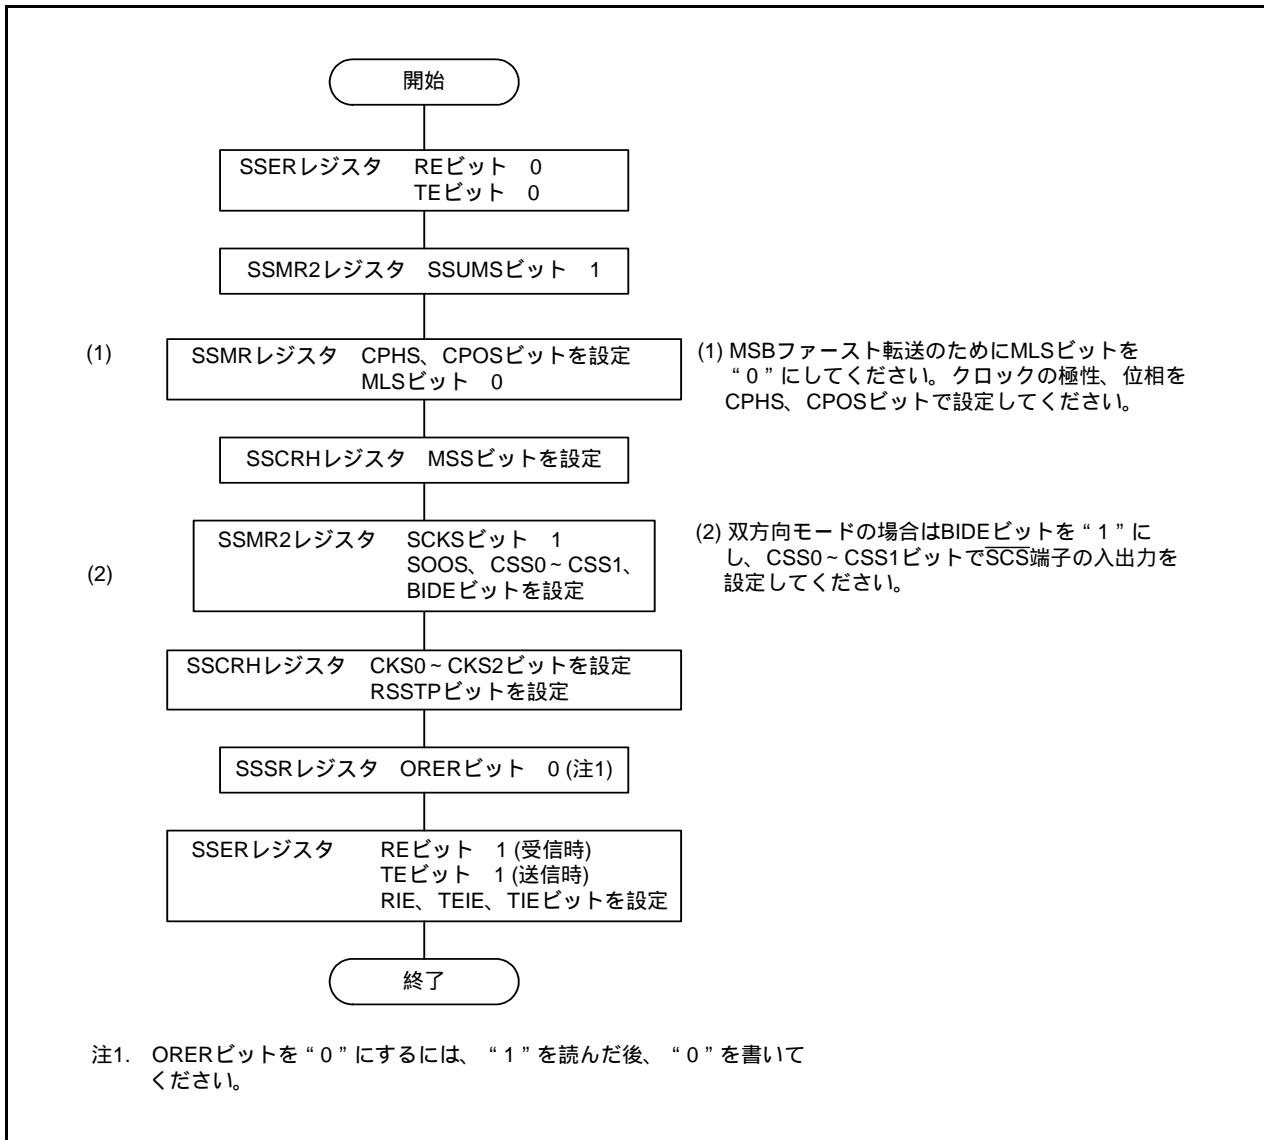 開始
SSERレジスタ REビット 0
TEビット 0
SSMR2レジスタ SSUMSビット 1
(1)
SSMRレジスタ CPHS、CPOSビットを設定
MLSビット 0
(1) MSBファースト転送のためにMLSビットを
“0”にしてください。クロックの極性、位相を
CPHS、CPOSビットで設定してください。
SSCRHレジスタ MSSビットを設定
(2)
SSMR2レジスタ SCKSビット 1
SOOS、CSS0~CSS1、
BIDEビットを設定
(2) 双方向モードの場合はBIDEビットを“1”に
し、CSS0~CSS1ビットでSCS端子の入出力を
設定してください。
SSCRHレジスタ CKS0~CKS2ビットを設定
RSSTPビットを設定
SSSRレジスタ ORERビット 0 (注1)
SSERレジスタ REビット 1 (受信時)
TEビット 1 (送信時)
RIE、TEIE、TIEビットを設定
終了
注1. ORERビットを“0”にするには、“1”を読んだ後、“0”を書いて
ください。